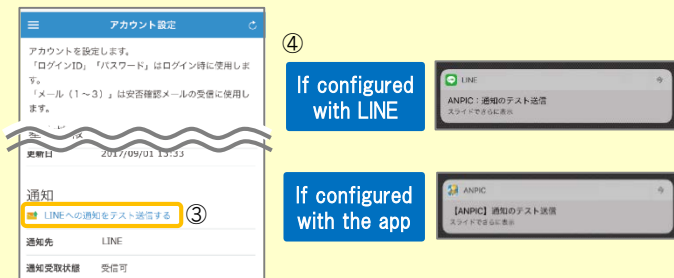 アカウント設定
アカウントを設定します。
「ログインID」「パスワード」はログイン時に使用しま
す。
「メール（1～3）」は安否確認メールの受信に使用し
ます。
更新日 2017/09/01 13:33
通知
LINEへの通知をテスト送信する ③
通知先 LINE
通知受取状態 受信可
④
If configured
with LINE
LINE 今
ANPIC：通知のテスト送信
スライドでさらに表示
If configured
with the app
ANPIC 今
【ANPIC】通知のテスト送信
スライドでさらに表示